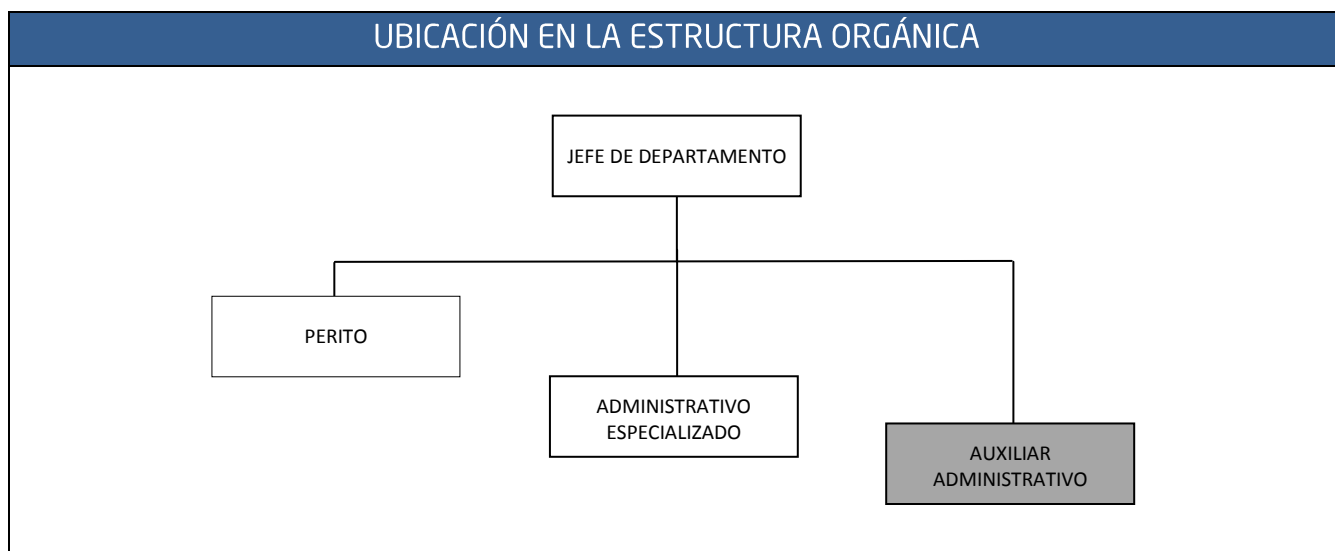 UBICACIÓN EN LA ESTRUCTURA ORGÁNICA
JEFE DE DEPARTAMENTO
PERITO
ADMINISTRATIVO
ESPECIALIZADO
AUXILIAR
ADMINISTRATIVO